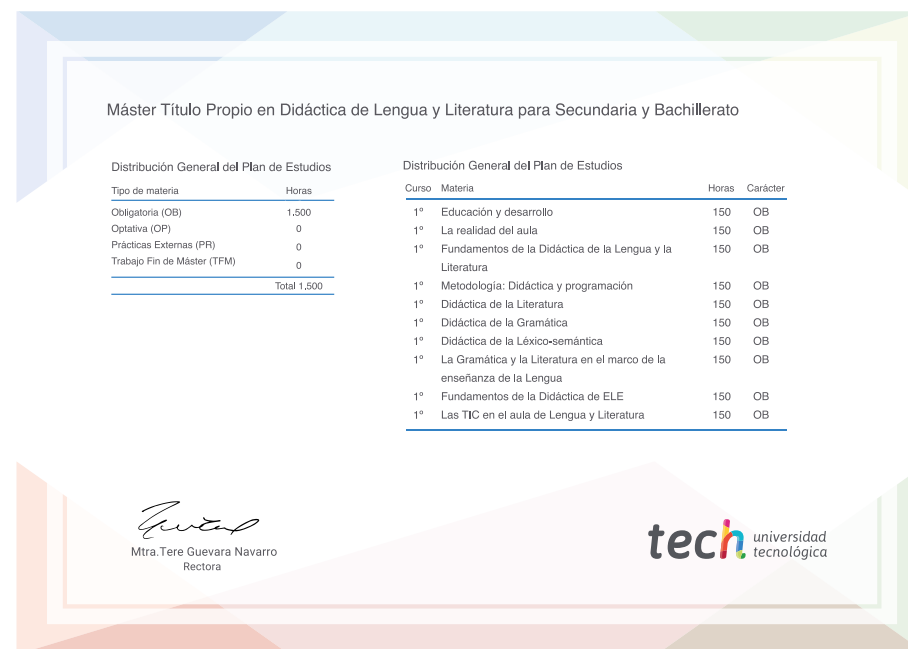 Máster Título Propio en Didáctica de Lengua y Literatura para Secundaria y Bachillerato
Distribución General del Plan de Estudios
Tipo de materia Horas
Obligatoria (OB) 1.500
Optativa (OP) 0
Prácticas Externas (PR) 0
Trabajo Fin de Máster (TFM) 0
Total 1.500
Distribución General del Plan de Estudios
Curso Materia Horas Carácter
1º Educación y desarrollo 150 OB
1º La realidad del aula 150 OB
1º Fundamentos de la Didáctica de la Lengua y la 150 OB
Literatura
1º Metodología: Didáctica y programación 150 OB
1º Didáctica de la Literatura 150 OB
1º Didáctica de la Gramática 150 OB
1º Didáctica de la Léxico-semántica 150 OB
1º La Gramática y la Literatura en el marco de la 150 OB
enseñanza de la Lengua
1º Fundamentos de la Didáctica de ELE 150 OB
1º Las TIC en el aula de Lengua y Literatura 150 OB
Mtra.Tere Guevara Navarro
Rectora
tech universidad
tecnológica